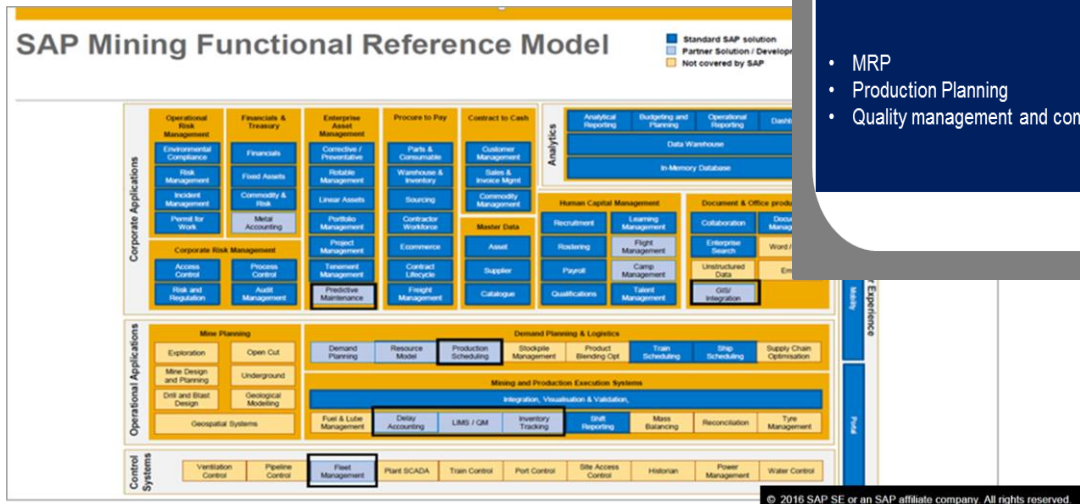 SAP Mining Functional Reference Model
Standard SAP solution
Partner Solution /
Not covered by SAP
• MRP
• Production Planning
• Quality management and
Corporate Applications
Operational
Risk
Management
Environmental
Compliance
Risk
Management
Incident
Management
Permit for
Work
Financials &
Treasury
Financials
Fixed Assets
Commodity &
Risk
Metal
Accounting
Corporate Risk Management
Access
Control
Process
Control
Risk and
Regulation
Audit
Management
Enterprise
Asset
Management
Corrective /
Preventative
Rotable
Management
Linear Assets
Portfolio
Management
Project
Management
Tenement
Management
Predictive
Maintenance
Procure to Pay
Parts &
Consumable
Warehouse &
Inventory
Sourcing
Contractor
Workforce
Ecommerce
Contract
Lifecycle
Freight
Management
Contract to Cash
Customer
Management
Sales &
Invoice Mgmt
Commodity
Management
Master Data
Asset
Supplier
Catalogue
Analytics
Analytical
Reporting
Budgeting and
Planning
Operational
Reporting
Data Warehouse
In-Memory Database
Human Capital Management
Recruitment
Learning
Management
Rostering
Flight
Management
Payroll
Camp
Management
Qualifications
Talent
Management
Document & Office
Collaboration
Enterprise
Search
Word /
Unstructured
Data
GIS/
Integration
Mobility
Experience
Portal
Operational Applications
Mine Planning
Exploration
Open Cut
Mine Design
and Planning
Underground
Drill and Blast
Design
Geological
Modelling
Geospatial Systems
Demand Planning & Logistics
Demand
Planning
Resource
Model
Production
Scheduling
Stockpile
Management
Product
Blending Opt
Train
Scheduling
Ship
Scheduling
Supply Chain
Optimisation
Mining and Production Execution Systems
Integration, Visualisation & Validation,
Fuel & Lube
Management
Delay
Accounting
LIMS / QM
Inventory
Tracking
Shift
Reporting
Mass
Balancing
Reconciliation
Tyre
Management
Control
Systems
Ventilation
Control
Pipeline
Control
Fleet
Management
Plant SCADA
Train Control
Port Control
Site Access
Control
Historian
Power
Management
Water Control
© 2016 SAP SE or an SAP affiliate company. All rights reserved